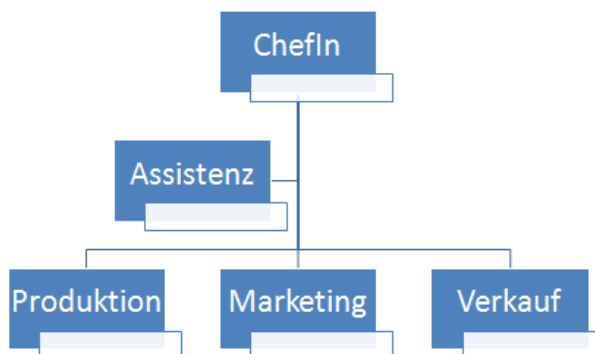 ChefIn
Assistenz
Produktion
Marketing
Verkauf